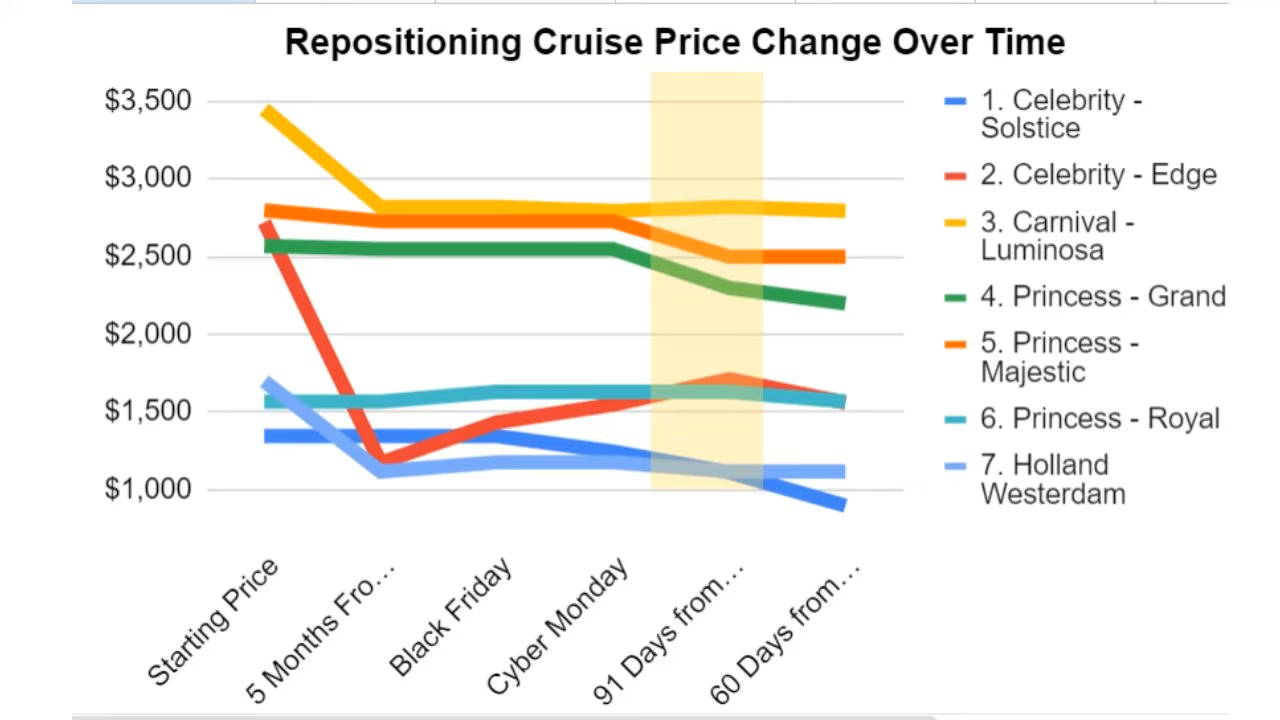 Repositioning Cruise Price Change Over Time
$3,500
$3,000
$2,500
$2,000
$1,500
$1,000
Starting Price
5 Months Fro...
Black Friday
Cyber Monday
91 Days from...
60 Days from...
1. Celebrity -
Solstice
2. Celebrity - Edge
3. Carnival -
Luminosa
4. Princess - Grand
5. Princess -
Majestic
6. Princess - Royal
7. Holland
Westerdam